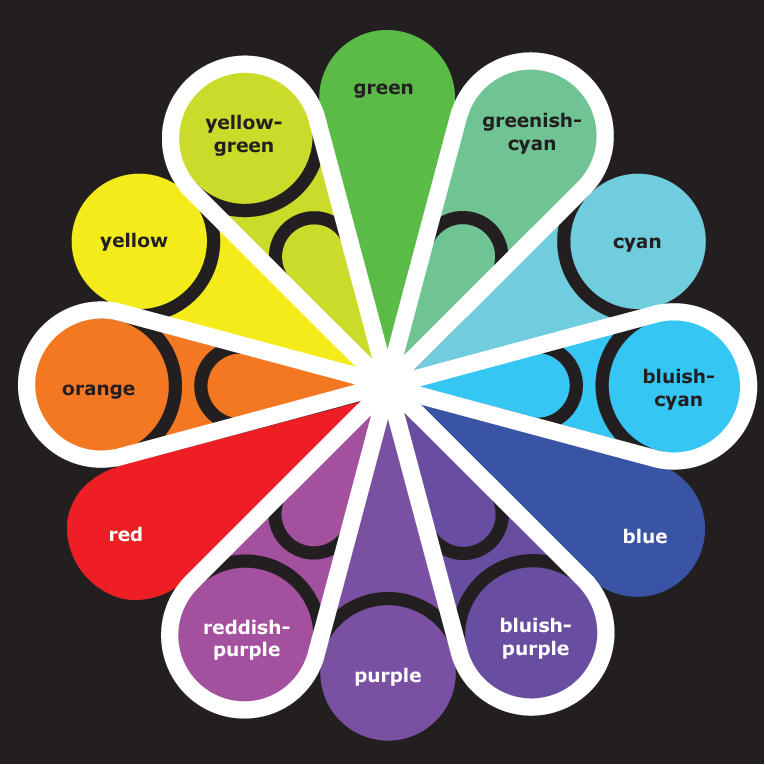 green
yellow-
green
greenish-
cyan
yellow
cyan
orange
bluish-
cyan
red
blue
reddish-
purple
bluish-
purple
purple